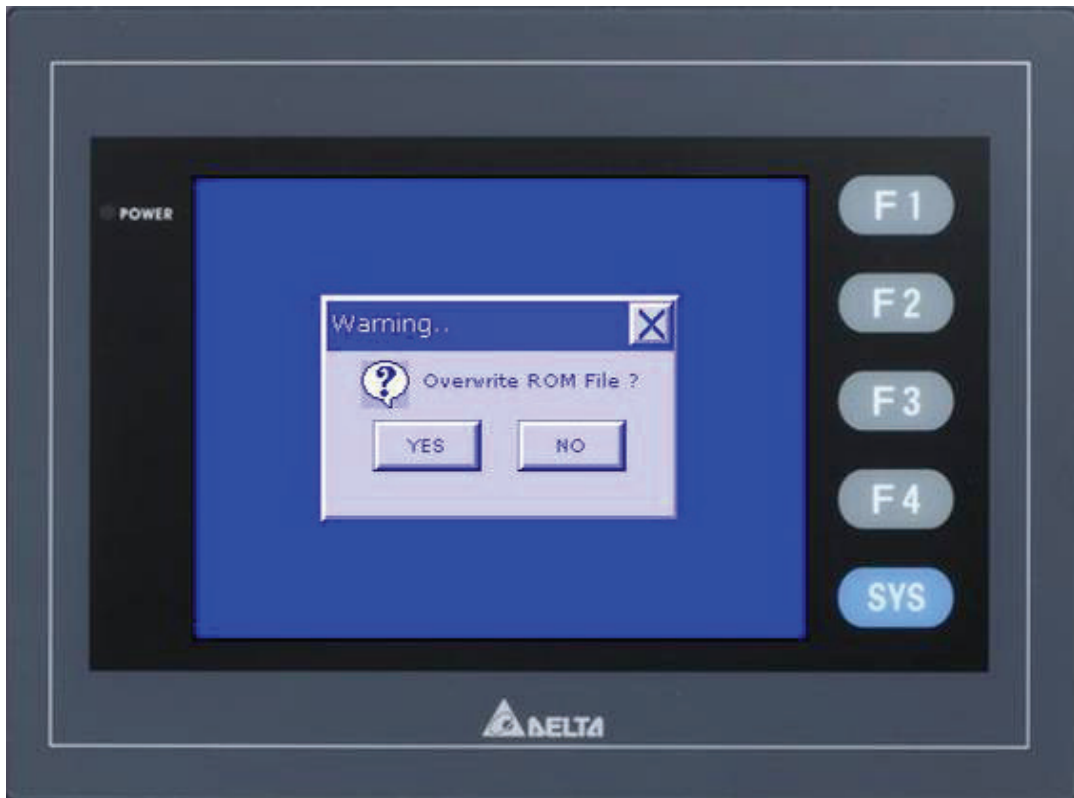 POWER
Warning..
Overwrite ROM File ?
YES
NO
F1
F2
F3
F4
SYS
DELTA